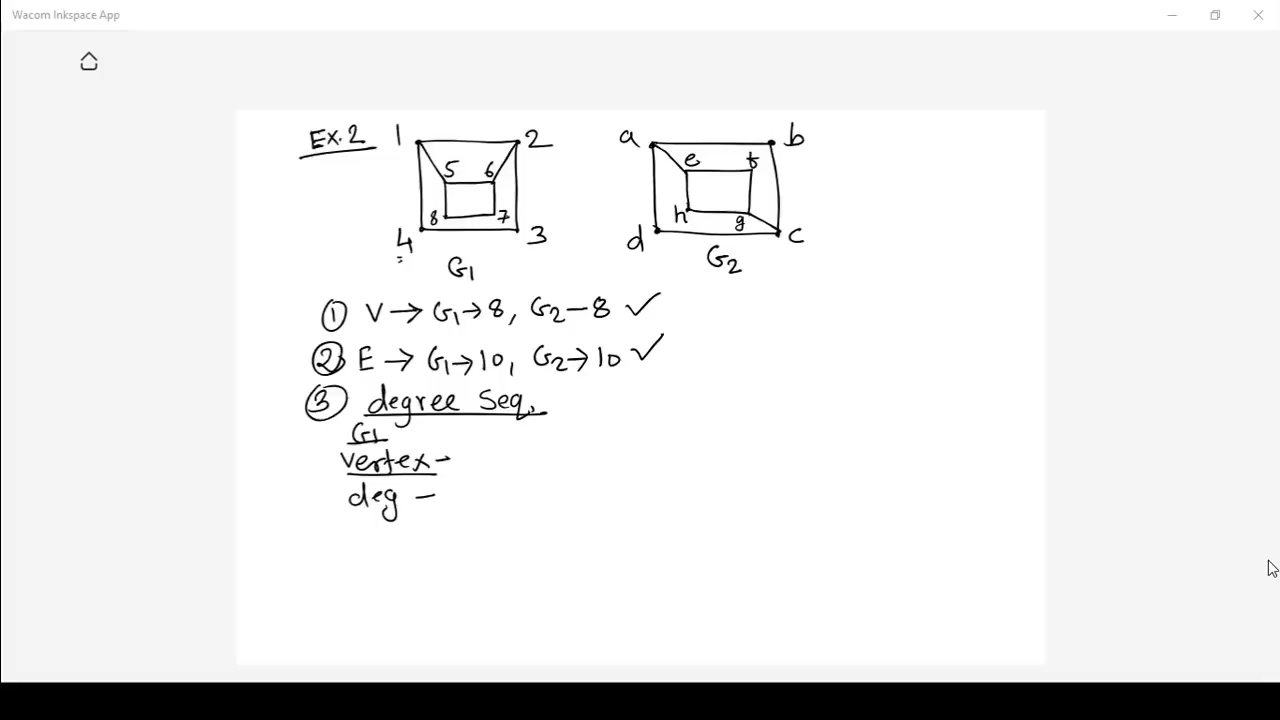 Wacom Inkspace App
Ex.2 1 2 a b
5 6 e f
8 7 h g
4 3 d c
G1 G2
① V → G1→8, G2—8 ✓
② E → G1→10, G2→10 ✓
③ degree Seq.
G1
vertex -
deg -